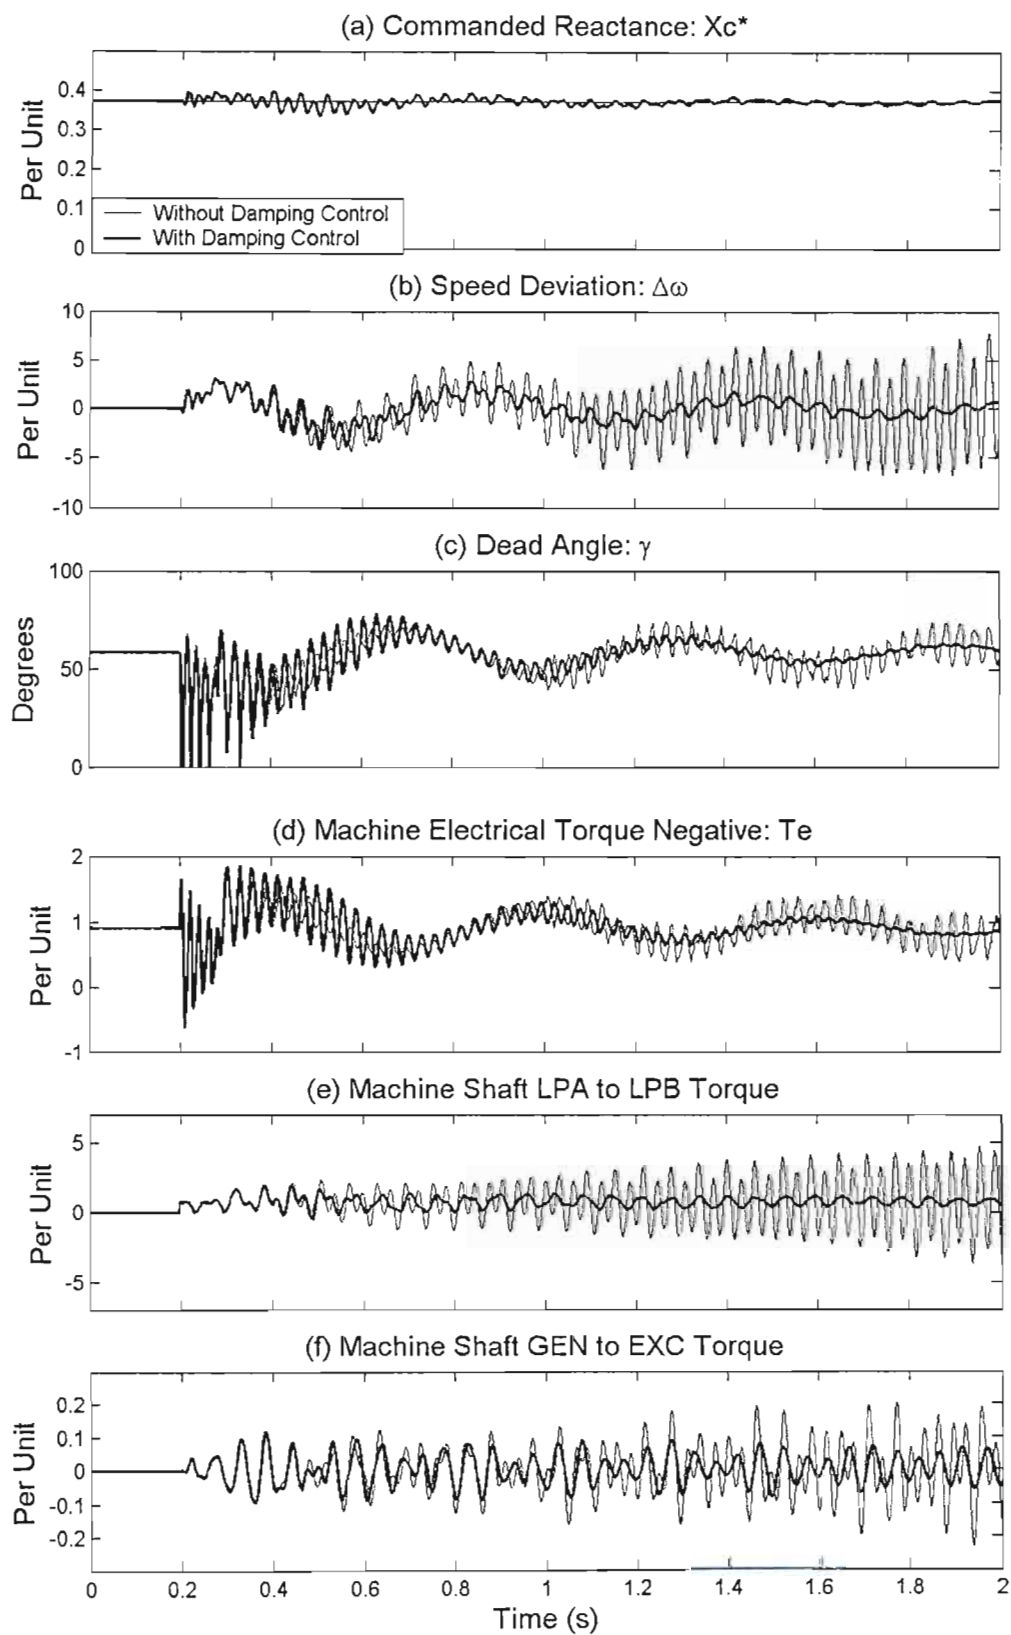 (a) Commanded Reactance: Xc*
Per Unit
0.4
0.3
0.2
0.1
0
Without Damping Control
With Damping Control
(b) Speed Deviation: Δω
Per Unit
10
5
0
-5
-10
(c) Dead Angle: γ
Degrees
100
50
0
(d) Machine Electrical Torque Negative: Te
Per Unit
2
1
0
-1
(e) Machine Shaft LPA to LPB Torque
Per Unit
5
0
-5
(f) Machine Shaft GEN to EXC Torque
Per Unit
0.2
0.1
0
-0.1
-0.2
0 0.2 0.4 0.6 0.8 1 1.2 1.4 1.6 1.8 2
Time (s)